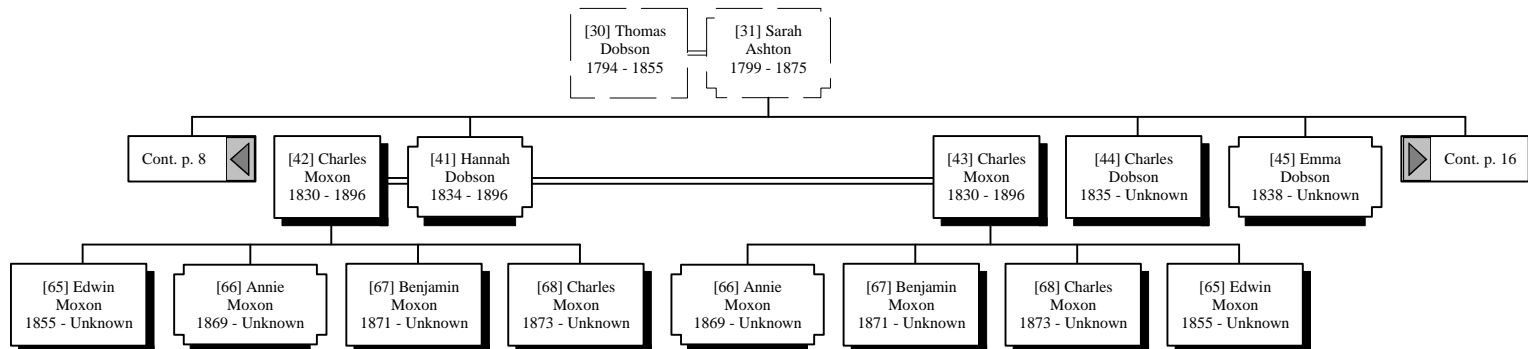 [30] Thomas
Dobson
1794 - 1855
[31] Sarah
Ashton
1799 - 1875
Cont. p. 8
[42] Charles
Moxon
1830 - 1896
[41] Hannah
Dobson
1834 - 1896
[43] Charles
Moxon
1830 - 1896
[44] Charles
Dobson
1835 - Unknown
[45] Emma
Dobson
1838 - Unknown
Cont. p. 16
[65] Edwin
Moxon
1855 - Unknown
[66] Annie
Moxon
1869 - Unknown
[67] Benjamin
Moxon
1871 - Unknown
[68] Charles
Moxon
1873 - Unknown
[66] Annie
Moxon
1869 - Unknown
[67] Benjamin
Moxon
1871 - Unknown
[68] Charles
Moxon
1873 - Unknown
[65] Edwin
Moxon
1855 - Unknown